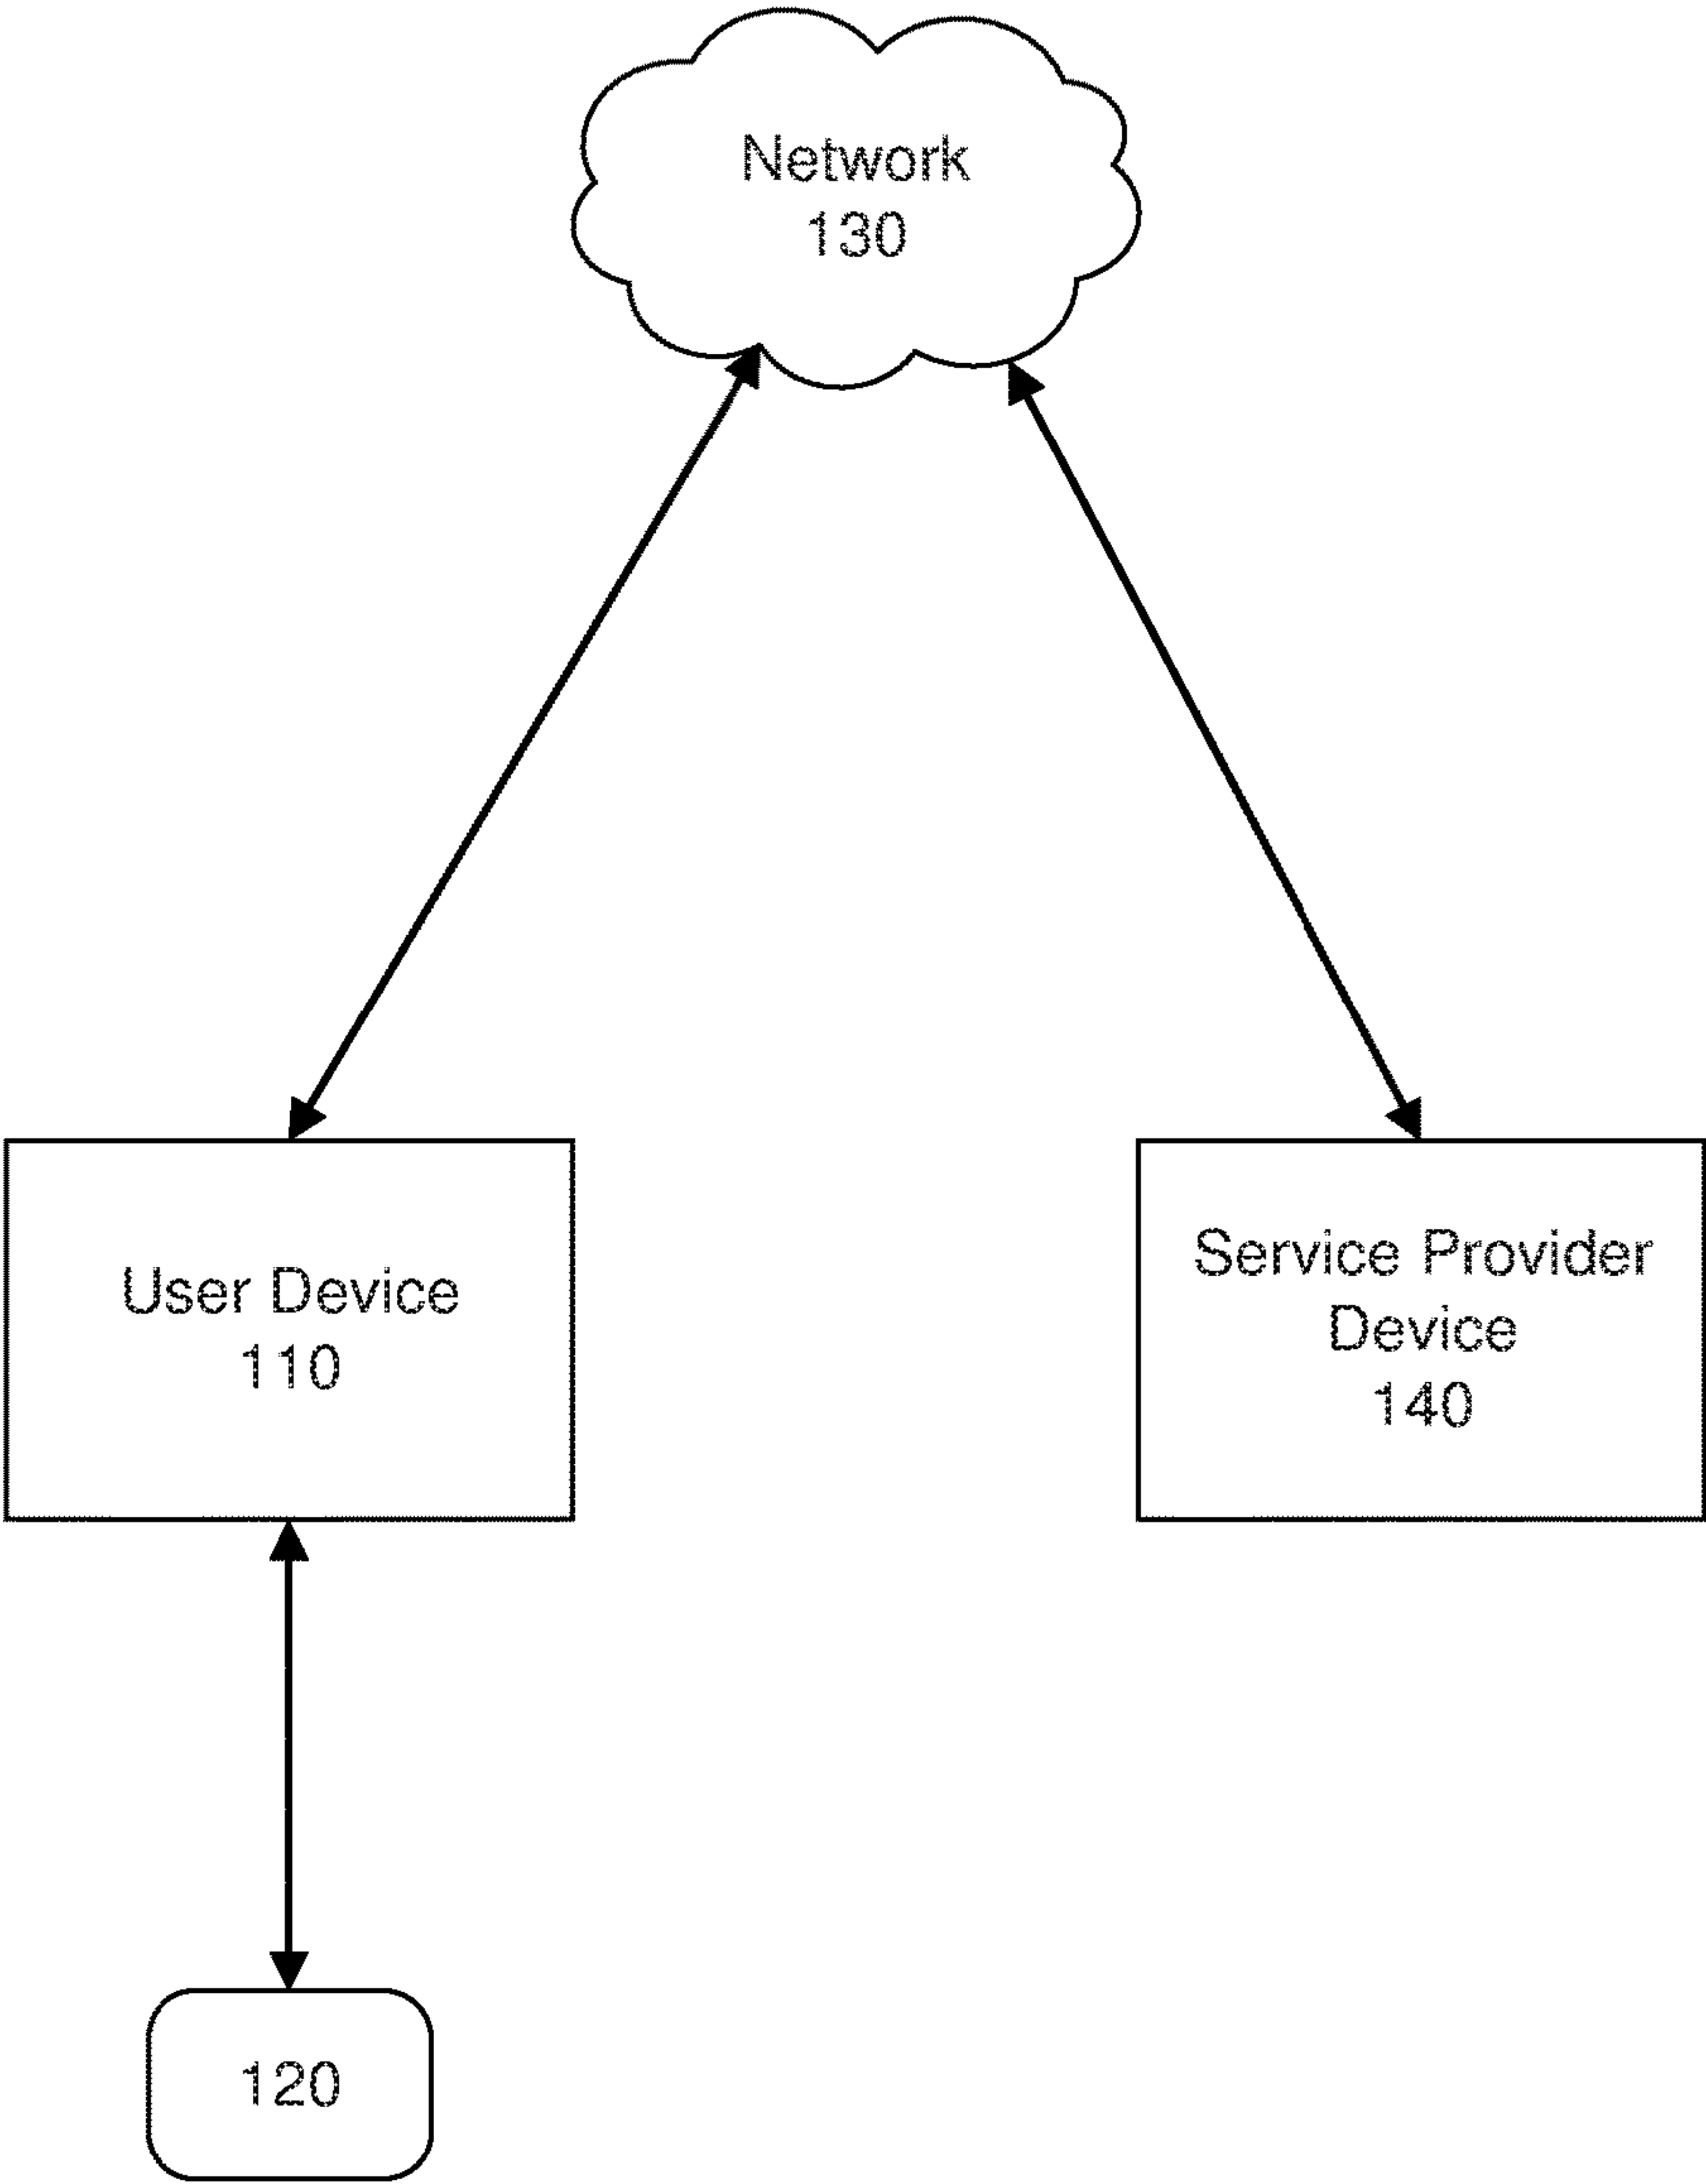 Network
130
User Device
110
Service Provider
Device
140
120